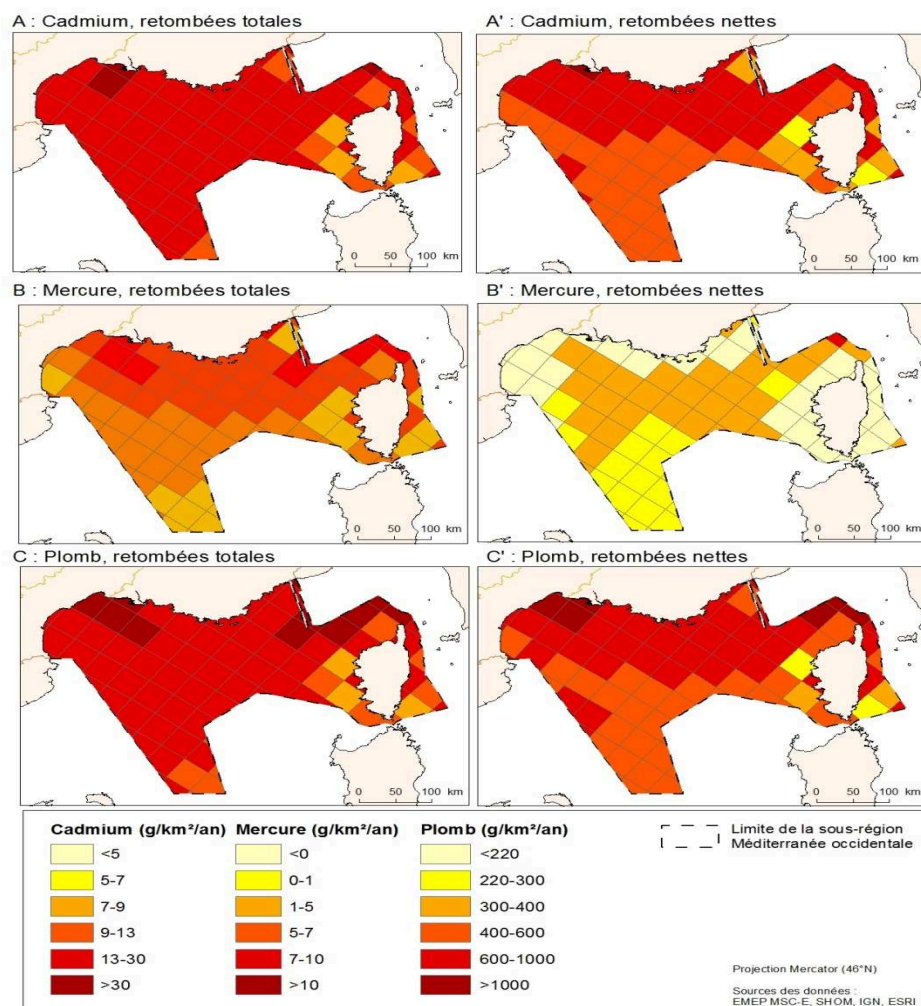 A : Cadmium, retombées totales
A' : Cadmium, retombées nettes
0 50 100 km
0 50 100 km
B : Mercure, retombées totales
B' : Mercure, retombées nettes
0 50 100 km
0 50 100 km
C : Plomb, retombées totales
C' : Plomb, retombées nettes
0 50 100 km
0 50 100 km
Cadmium (g/km²/an)
<5
5-7
7-9
9-13
13-30
>30
Mercure (g/km²/an)
<0
0-1
1-5
5-7
7-10
>10
Plomb (g/km²/an)
<220
220-300
300-400
400-600
600-1000
>1000
Limite de la sous-région
Méditerranée occidentale
Projection Mercator (46°N)
Sources des données :
EMEP MSC-E, SHOM, IGN, ESRI